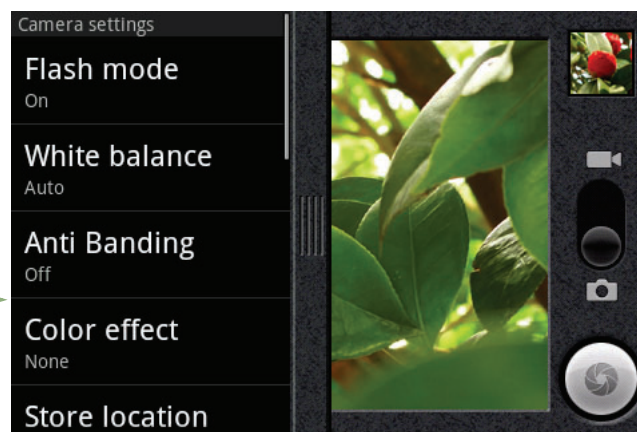 Camera settings
Flash mode
On
White balance
Auto
Anti Banding
Off
Color effect
None
Store location